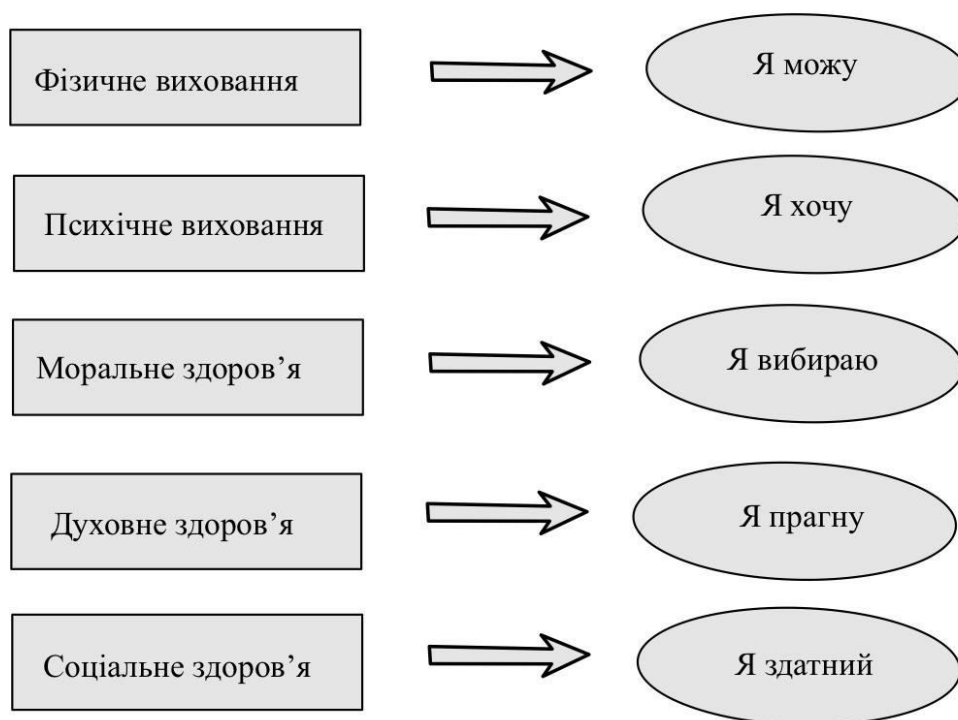 Фізичне виховання
Я можу
Психічне виховання
Я хочу
Моральне здоров’я
Я вибираю
Духовне здоров’я
Я прагну
Соціальне здоров’я
Я здатний